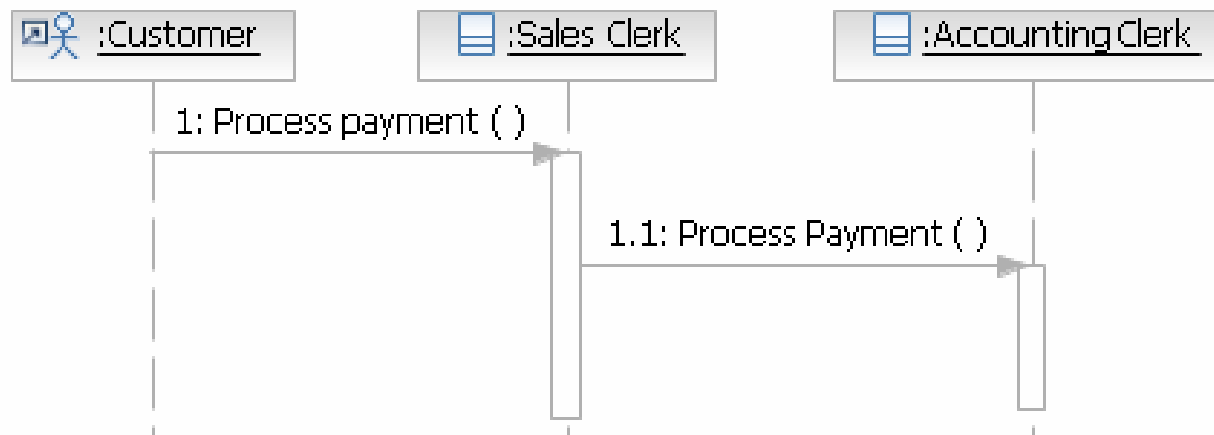 :Customer
:Sales Clerk
:Accounting Clerk
1: Process payment ( )
1.1: Process Payment ( )